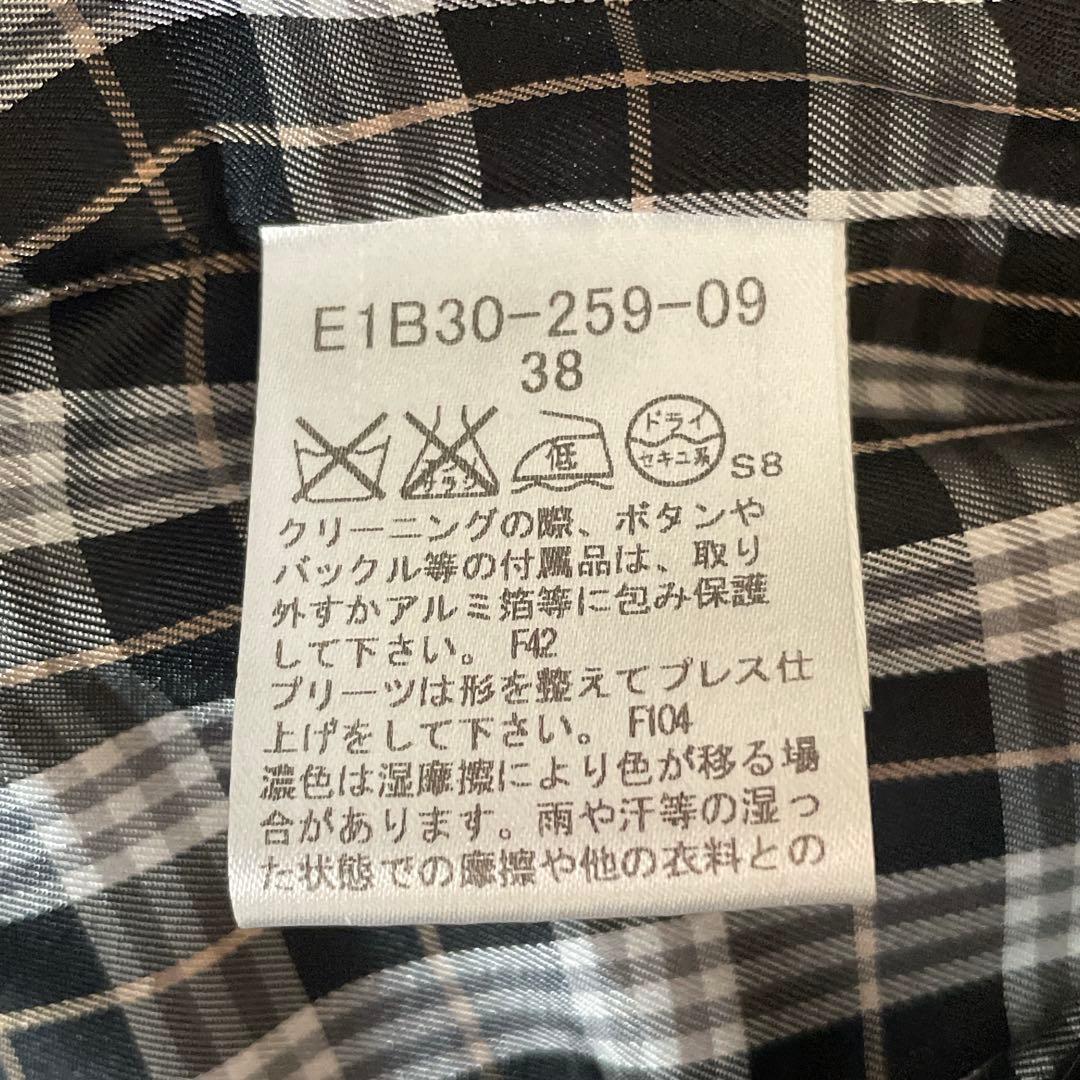 E1B30-259-09
38
サラシ 低 ドライ セキユ系 S8
クリーニングの際、ボタンや
バックル等の付属品は、取り
外すかアルミ箔等に包み保護
して下さい。 F42
プリーツは形を整えてプレス仕
上げをして下さい。 F104
濃色は湿摩擦により色が移る場
合があります。雨や汗等の湿っ
た状態での摩擦や他の衣料との